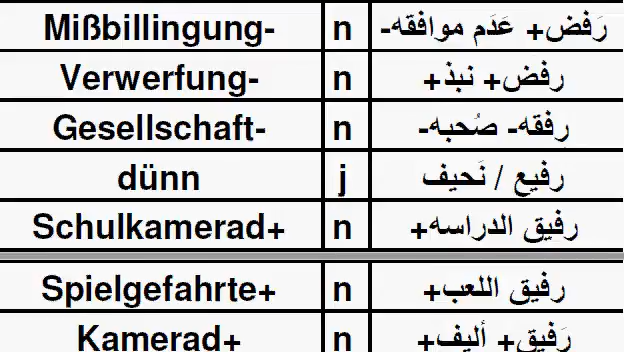 Mißbillingung- n رَفض+ عَدَم موافقه-
Verwerfung- n رفض+ نبذ+
Gesellschaft- n رِفقه- صُحبه-
dünn j رفيع / نَحيف
Schulkamerad+ n رفيق الدراسه+
Spielgefahrte+ n رفيق اللعب+
Kamerad+ n رَفيق+ أليف+